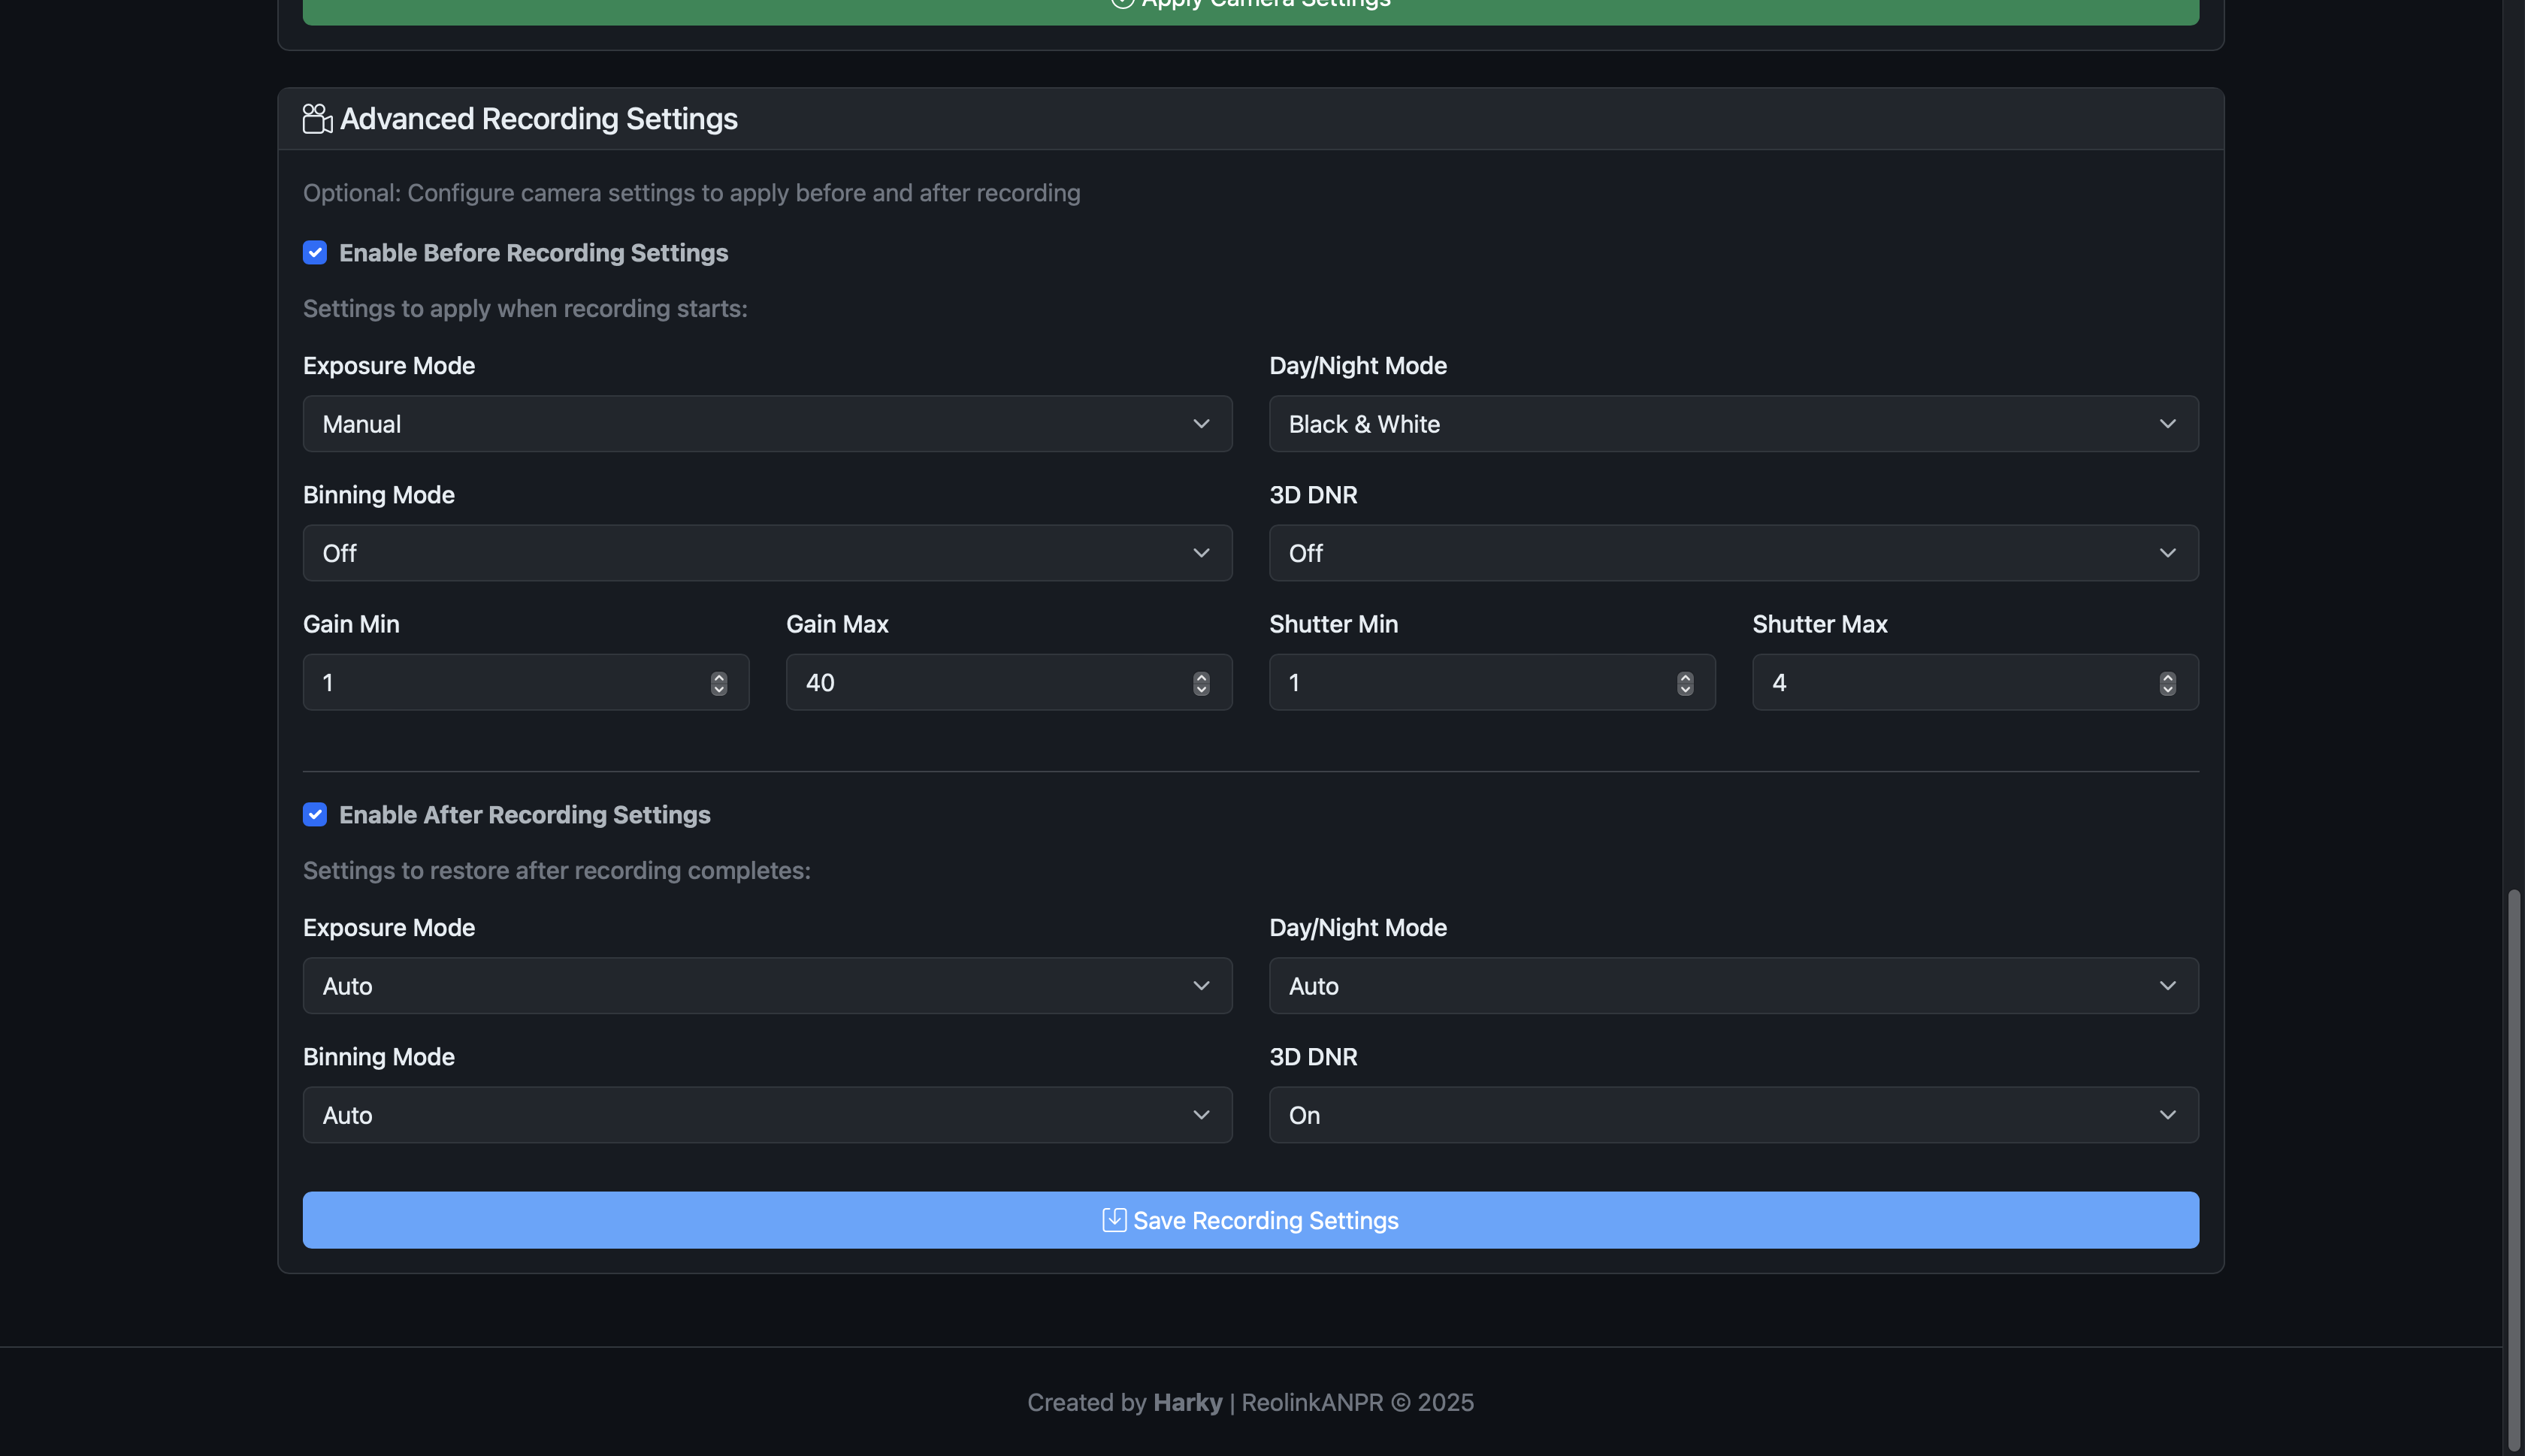 Apply Camera Settings
Advanced Recording Settings
Optional: Configure camera settings to apply before and after recording
Enable Before Recording Settings
Settings to apply when recording starts:
Exposure Mode
Day/Night Mode
Manual
Black & White
Binning Mode
3D DNR
Off
Off
Gain Min
Gain Max
Shutter Min
Shutter Max
1
40
1
4
Enable After Recording Settings
Settings to restore after recording completes:
Exposure Mode
Day/Night Mode
Auto
Auto
Binning Mode
3D DNR
Auto
On
Save Recording Settings
Created by Harky | ReolinkANPR © 2025